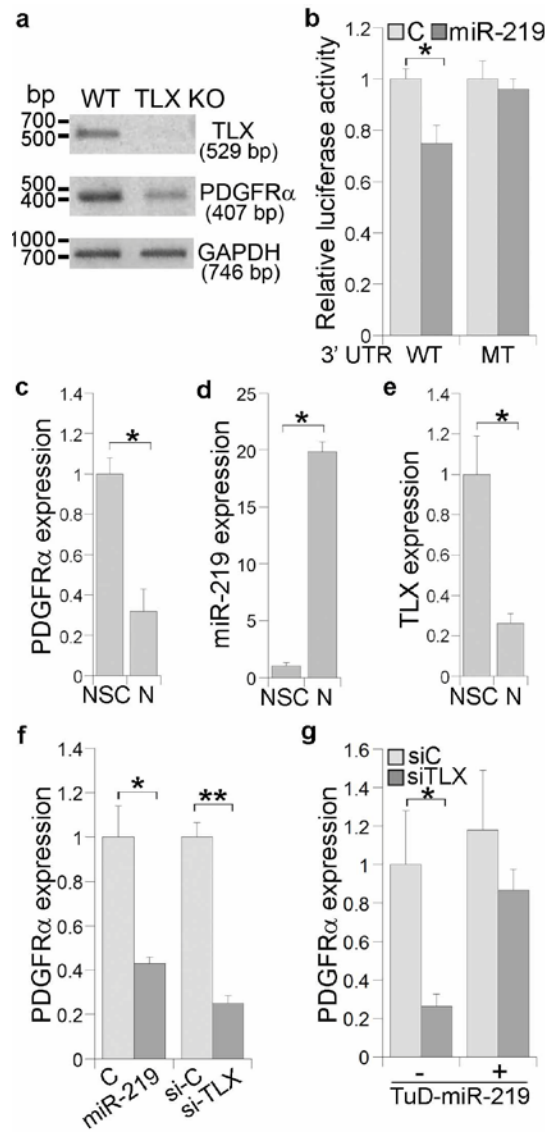 a
bp WT TLX KO
700
500
TLX
(529 bp)
500
400
PDGFRα
(407 bp)
1000
700
GAPDH
(746 bp)
b
C miR-219
*
Relative luciferase activity
1.2
1
0.8
0.6
0.4
0.2
0
3' UTR WT MT
c
PDGFRα expression
1.4
1.2
1
0.8
0.6
0.4
0.2
0
*
NSC N
d
miR-219 expression
25
20
15
10
5
0
*
NSC N
e
TLX expression
1.4
1.2
1
0.8
0.6
0.4
0.2
0
*
NSC N
f
PDGFRα expression
1.4
1.2
1
0.8
0.6
0.4
0.2
0
*
**
C
miR-219
si-C
si-TLX
g
PDGFRα expression
1.6
1.4
1.2
1
0.8
0.6
0.4
0.2
0
siC
siTLX
*
- +
TuD-miR-219